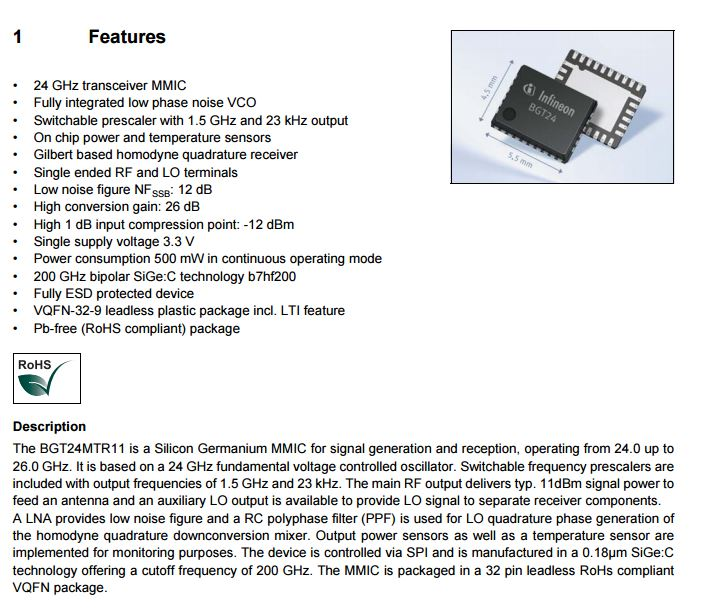 1 Features
• 24 GHz transceiver MMIC
• Fully integrated low phase noise VCO
• Switchable prescaler with 1.5 GHz and 23 kHz output
• On chip power and temperature sensors
• Gilbert based homodyne quadrature receiver
• Single ended RF and LO terminals
• Low noise figure NFSSB: 12 dB
• High conversion gain: 26 dB
• High 1 dB input compression point: -12 dBm
• Single supply voltage 3.3 V
• Power consumption 500 mW in continuous operating mode
• 200 GHz bipolar SiGe:C technology b7hf200
• Fully ESD protected device
• VQFN-32-9 leadless plastic package incl. LTI feature
• Pb-free (RoHS compliant) package
4,5 mm
Infineon
BGT24
5,5 mm
RoHS
Description
The BGT24MTR11 is a Silicon Germanium MMIC for signal generation and reception, operating from 24.0 up to
26.0 GHz. It is based on a 24 GHz fundamental voltage controlled oscillator. Switchable frequency prescalers are
included with output frequencies of 1.5 GHz and 23 kHz. The main RF output delivers typ. 11dBm signal power to
feed an antenna and an auxiliary LO output is available to provide LO signal to separate receiver components.
A LNA provides low noise figure and a RC polyphase filter (PPF) is used for LO quadrature phase generation of
the homodyne quadrature downconversion mixer. Output power sensors as well as a temperature sensor are
implemented for monitoring purposes. The device is controlled via SPI and is manufactured in a 0.18µm SiGe:C
technology offering a cutoff frequency of 200 GHz. The MMIC is packaged in a 32 pin leadless RoHs compliant
VQFN package.